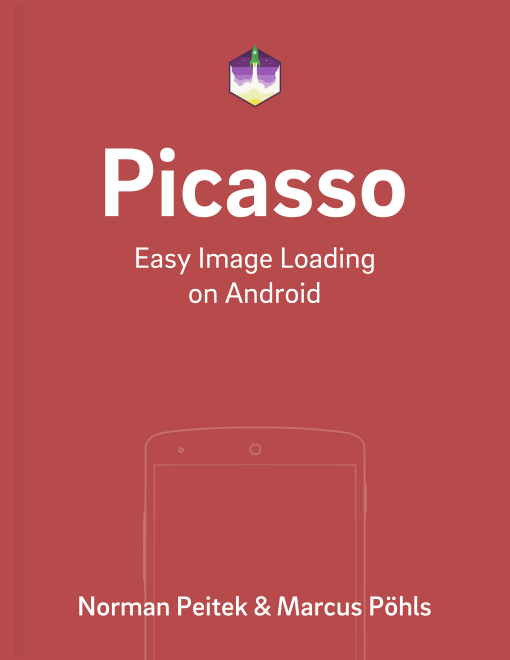 Picasso
Easy Image Loading
on Android
Norman Peitek & Marcus Pöhls